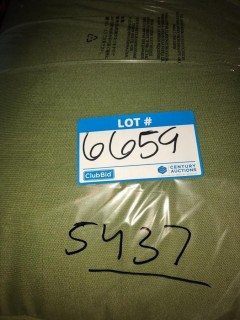 LOT #
6659
ClubBid
CENTURY
AUCTIONS
5437